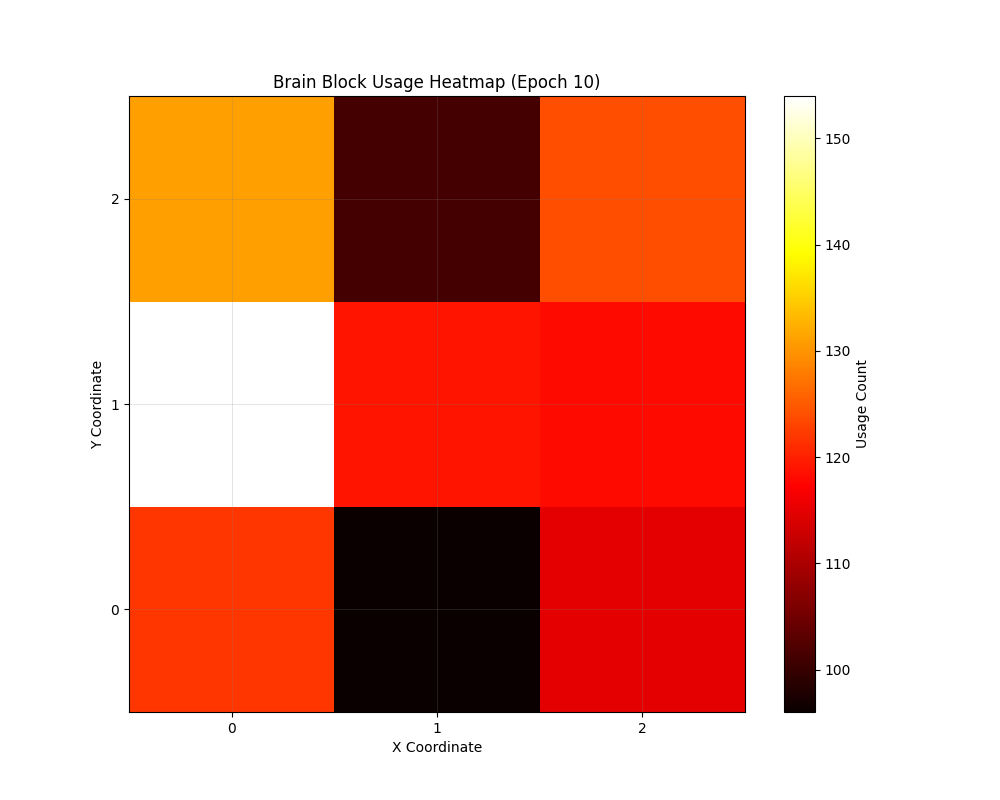 Brain Block Usage Heatmap (Epoch 10)
2
1
0
Y Coordinate
0 1 2
X Coordinate
150
140
130
120
110
100
Usage Count